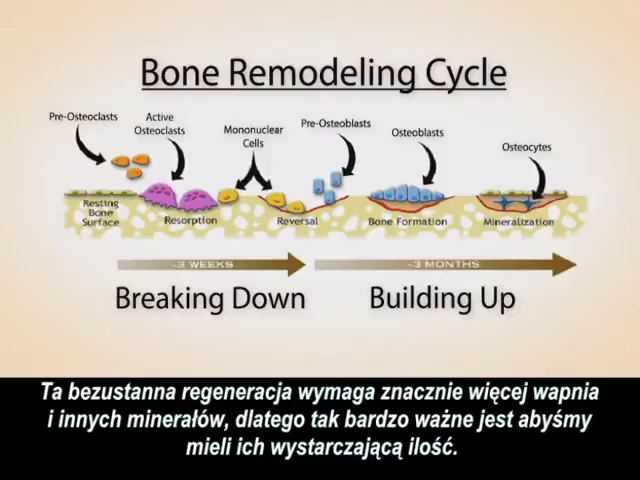 Bone Remodeling Cycle
Pre-Osteoclasts
Active
Osteoclasts
Mononuclear
Cells
Pre-Osteoblasts
Osteoblasts
Osteocytes
Resting
Bone
Surface
Resorption
Reversal
Bone Formation
Mineralization
~3 WEEKS
~3 MONTHS
Breaking Down
Building Up
Ta bezustanna regeneracja wymaga znacznie więcej wapnia
i innych minerałów, dlatego tak bardzo ważne jest abyśmy
mieli ich wystarczającą ilość.